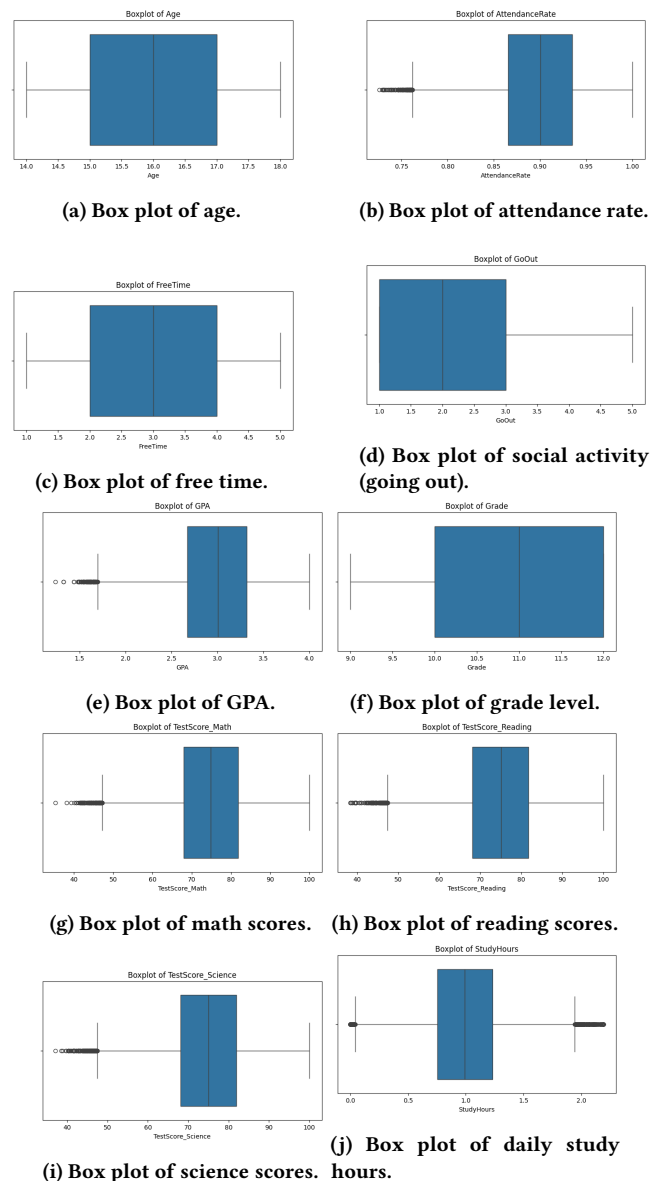 Boxplot of Age
14.0 14.5 15.0 15.5 16.0 16.5 17.0 17.5 18.0
Age
(a) Box plot of age.
Boxplot of AttendanceRate
0.75 0.80 0.85 0.90 0.95 1.00
AttendanceRate
(b) Box plot of attendance rate.
Boxplot of FreeTime
1.0 1.5 2.0 2.5 3.0 3.5 4.0 4.5 5.0
FreeTime
(c) Box plot of free time.
Boxplot of GoOut
1.0 1.5 2.0 2.5 3.0 3.5 4.0 4.5 5.0
GoOut
(d) Box plot of social activity
(going out).
Boxplot of GPA
1.5 2.0 2.5 3.0 3.5 4.0
GPA
(e) Box plot of GPA.
Boxplot of Grade
9.0 9.5 10.0 10.5 11.0 11.5 12.0
Grade
(f) Box plot of grade level.
Boxplot of TestScore_Math
40 50 60 70 80 90 100
TestScore_Math
(g) Box plot of math scores.
Boxplot of TestScore_Reading
40 50 60 70 80 90 100
TestScore_Reading
(h) Box plot of reading scores.
Boxplot of TestScore_Science
40 50 60 70 80 90 100
TestScore_Science
(i) Box plot of science scores.
Boxplot of StudyHours
0.0 0.5 1.0 1.5 2.0
StudyHours
(j) Box plot of daily study
hours.